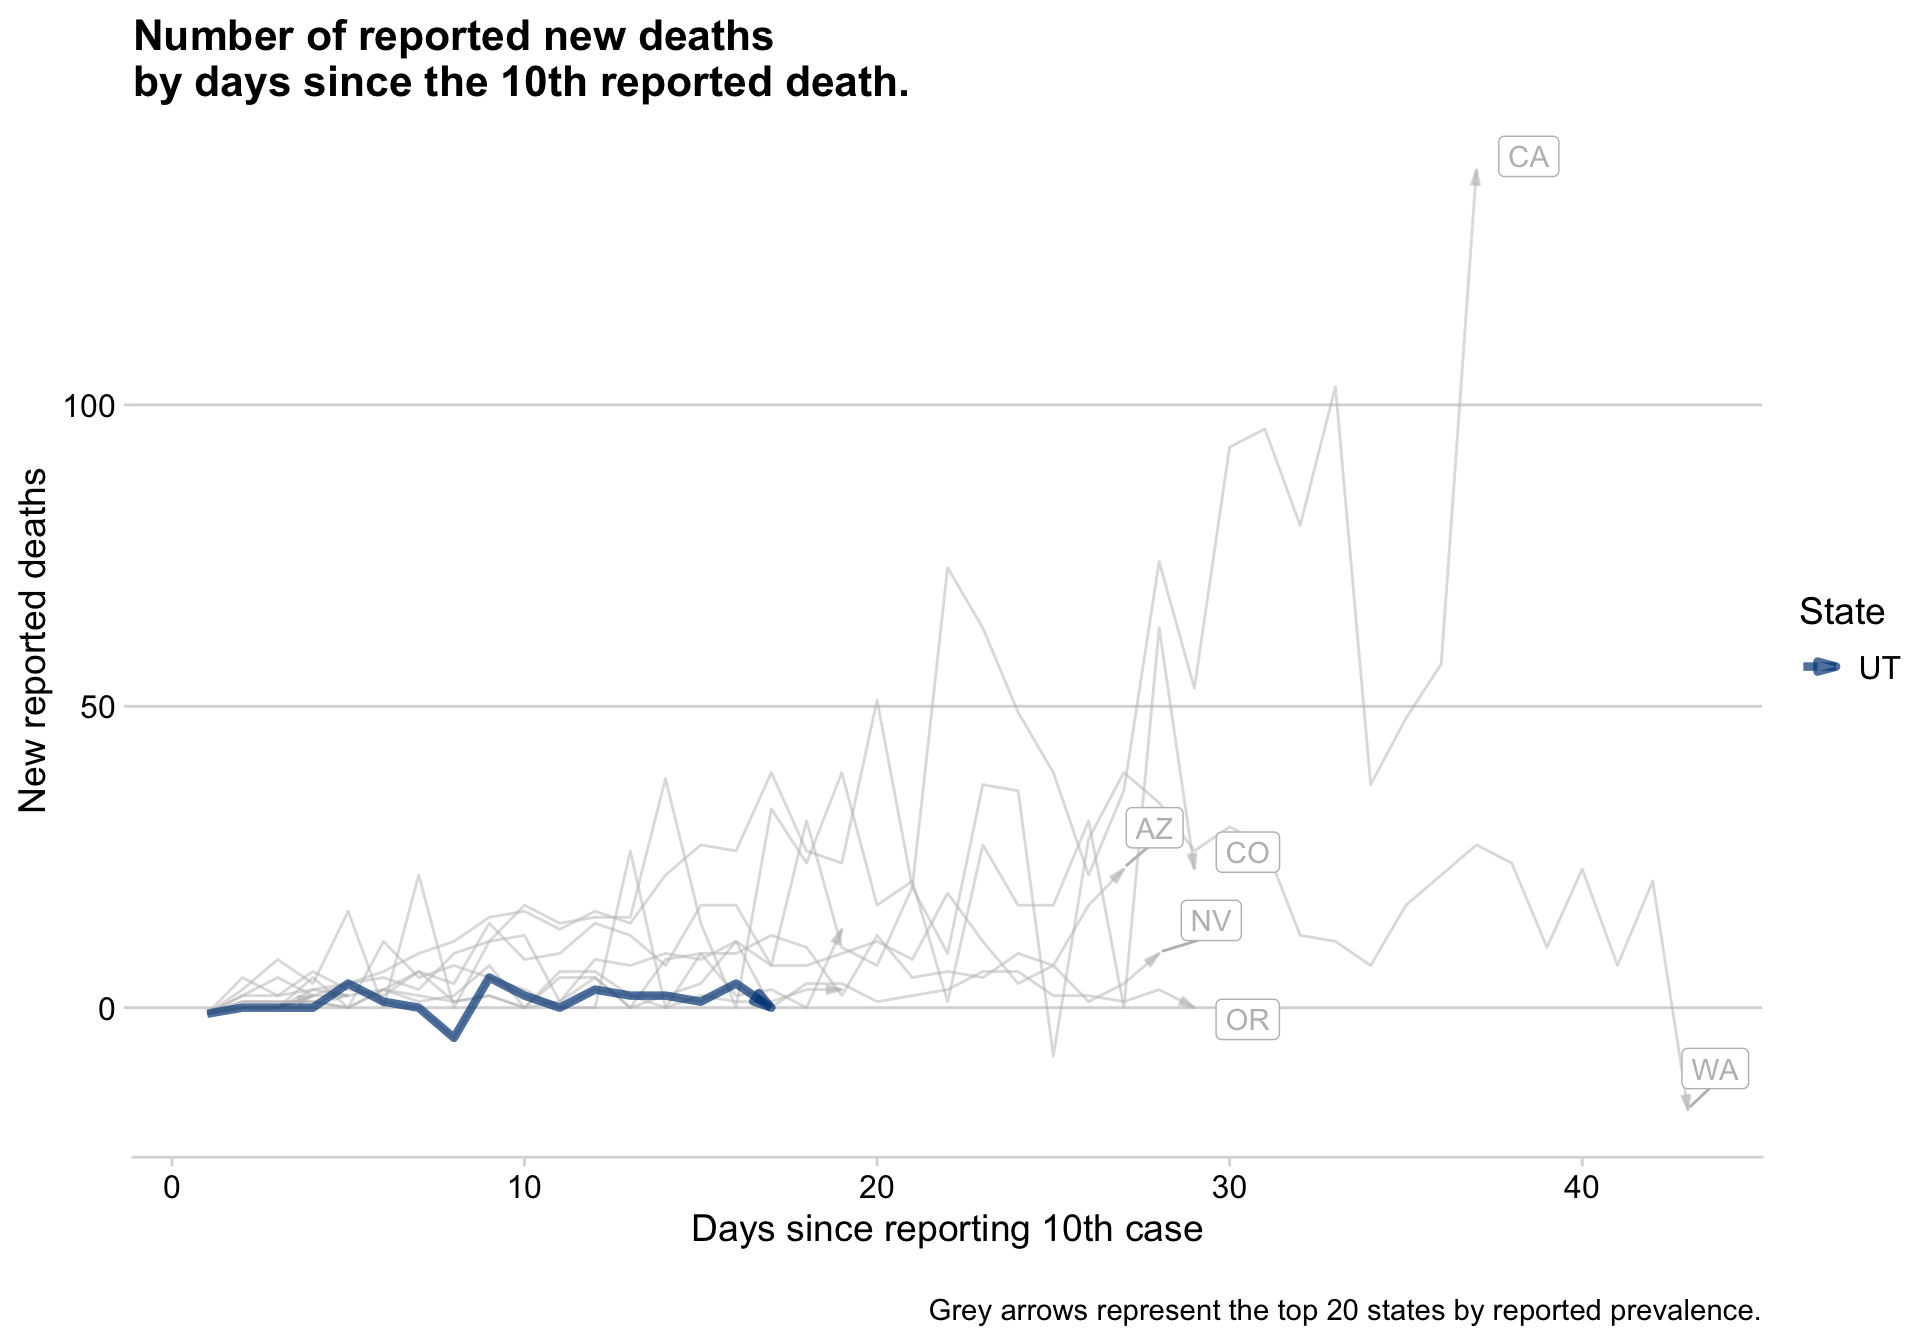 Number of reported new deaths
by days since the 10th reported death.
CA
100
New reported deaths
State
UT
50
AZ
CO
NV
0
OR
WA
0 10 20 30 40
Days since reporting 10th case
Grey arrows represent the top 20 states by reported prevalence.